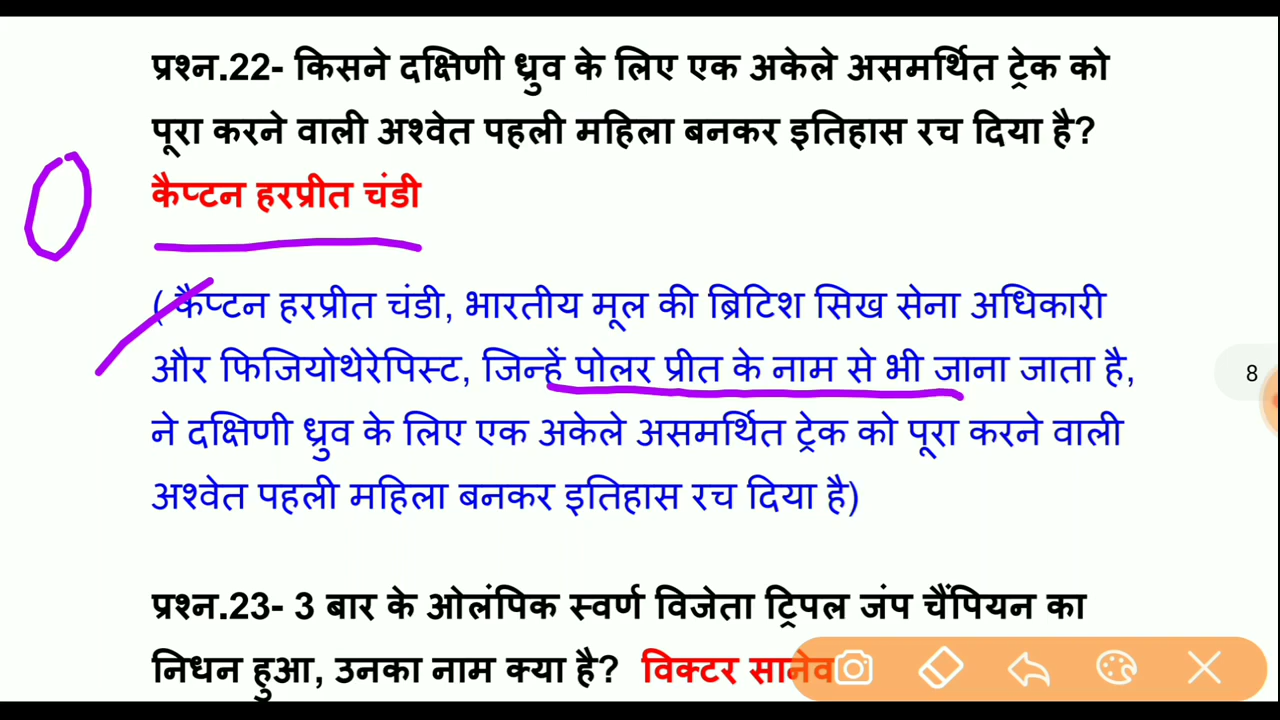 प्रश्न.22- किसने दक्षिणी ध्रुव के लिए एक अकेले असमर्थित ट्रेक को
पूरा करने वाली अश्वेत पहली महिला बनकर इतिहास रच दिया है?
कैप्टन हरप्रीत चंडी
( कैप्टन हरप्रीत चंडी, भारतीय मूल की ब्रिटिश सिख सेना अधिकारी
और फिजियोथेरेपिस्ट, जिन्हें पोलर प्रीत के नाम से भी जाना जाता है,
8
ने दक्षिणी ध्रुव के लिए एक अकेले असमर्थित ट्रेक को पूरा करने वाली
अश्वेत पहली महिला बनकर इतिहास रच दिया है)
प्रश्न.23- 3 बार के ओलंपिक स्वर्ण विजेता ट्रिपल जंप चैंपियन का
निधन हुआ, उनका नाम क्या है? विक्टर सानेव